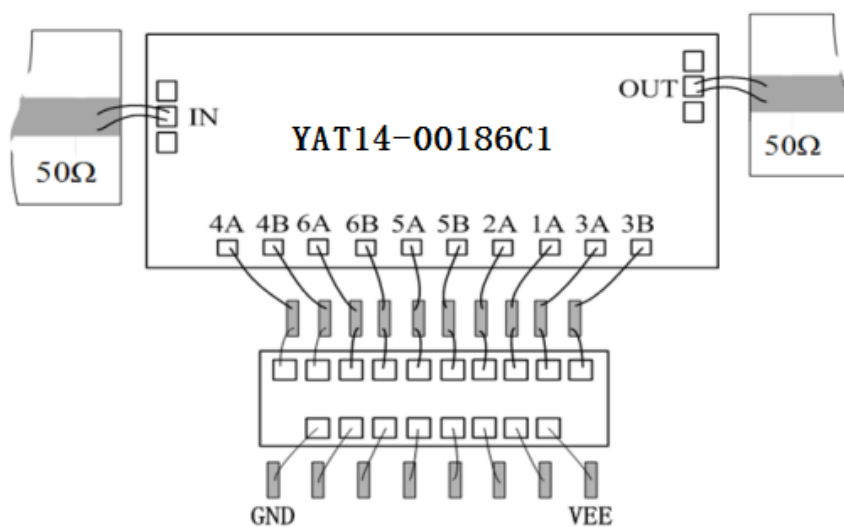 IN
OUT
YAT14-00186C1
50Ω
50Ω
4A 4B 6A 6B 5A 5B 2A 1A 3A 3B
GND
VEE